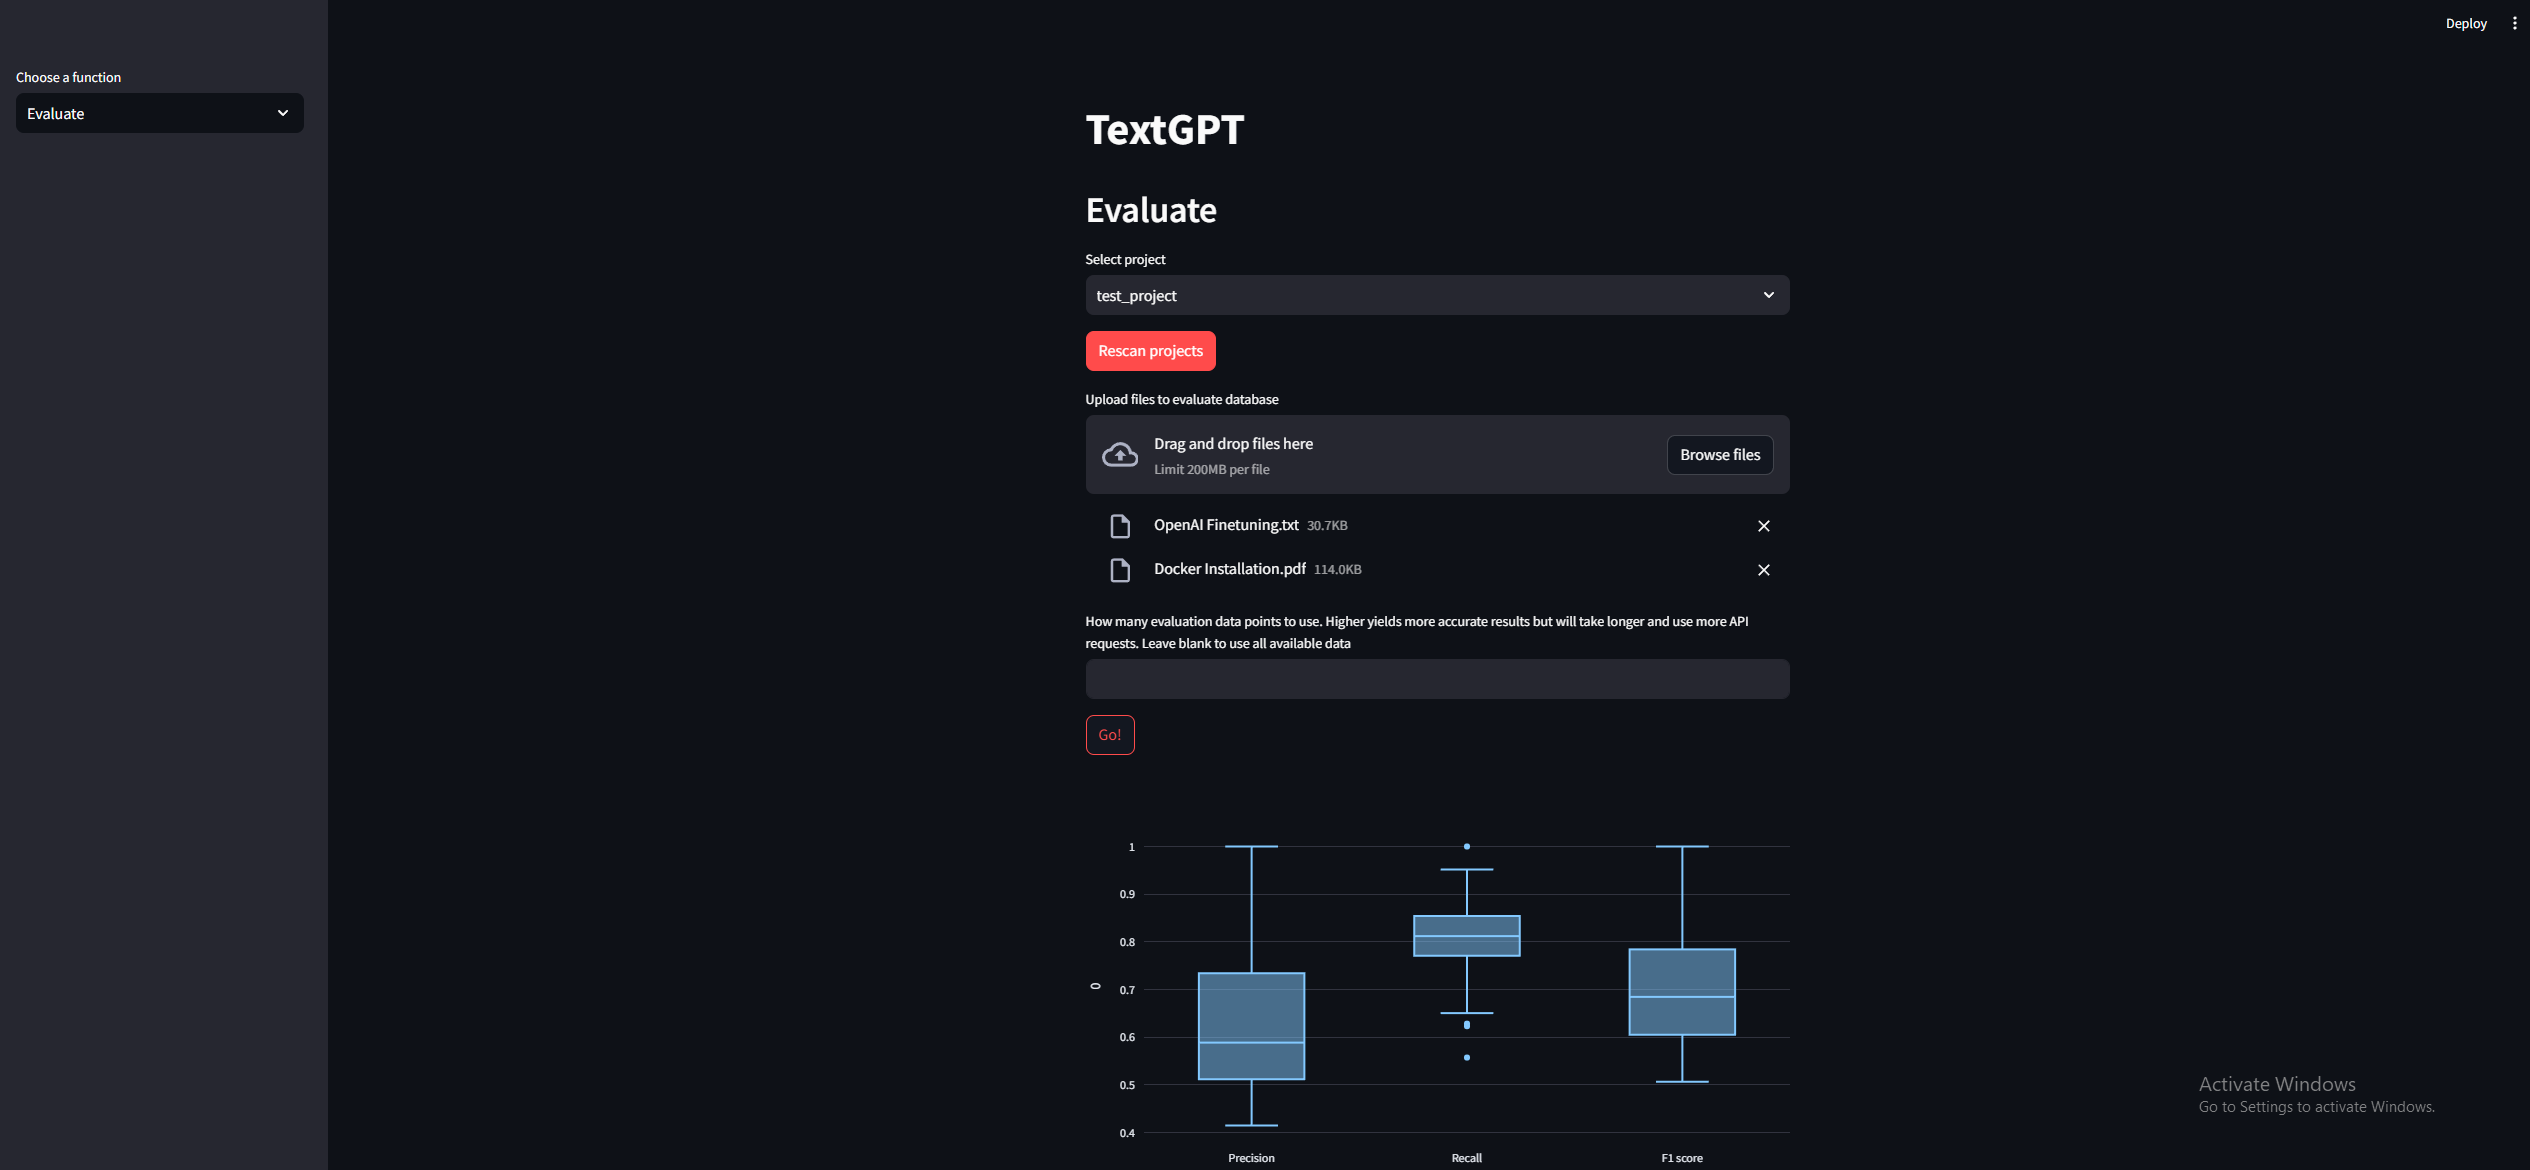 Deploy
Choose a function
Evaluate
TextGPT
Evaluate
Select project
test_project
Rescan projects
Upload files to evaluate database
Drag and drop files here
Limit 200MB per file
Browse files
OpenAI Finetuning.txt 30.7KB
Docker Installation.pdf 114.0KB
How many evaluation data points to use. Higher yields more accurate results but will take longer and use more API
requests. Leave blank to use all available data
Go!
1
0.9
0.8
0.7
0.6
0.5
0.4
0
Precision Recall F1 score
Activate Windows
Go to Settings to activate Windows.